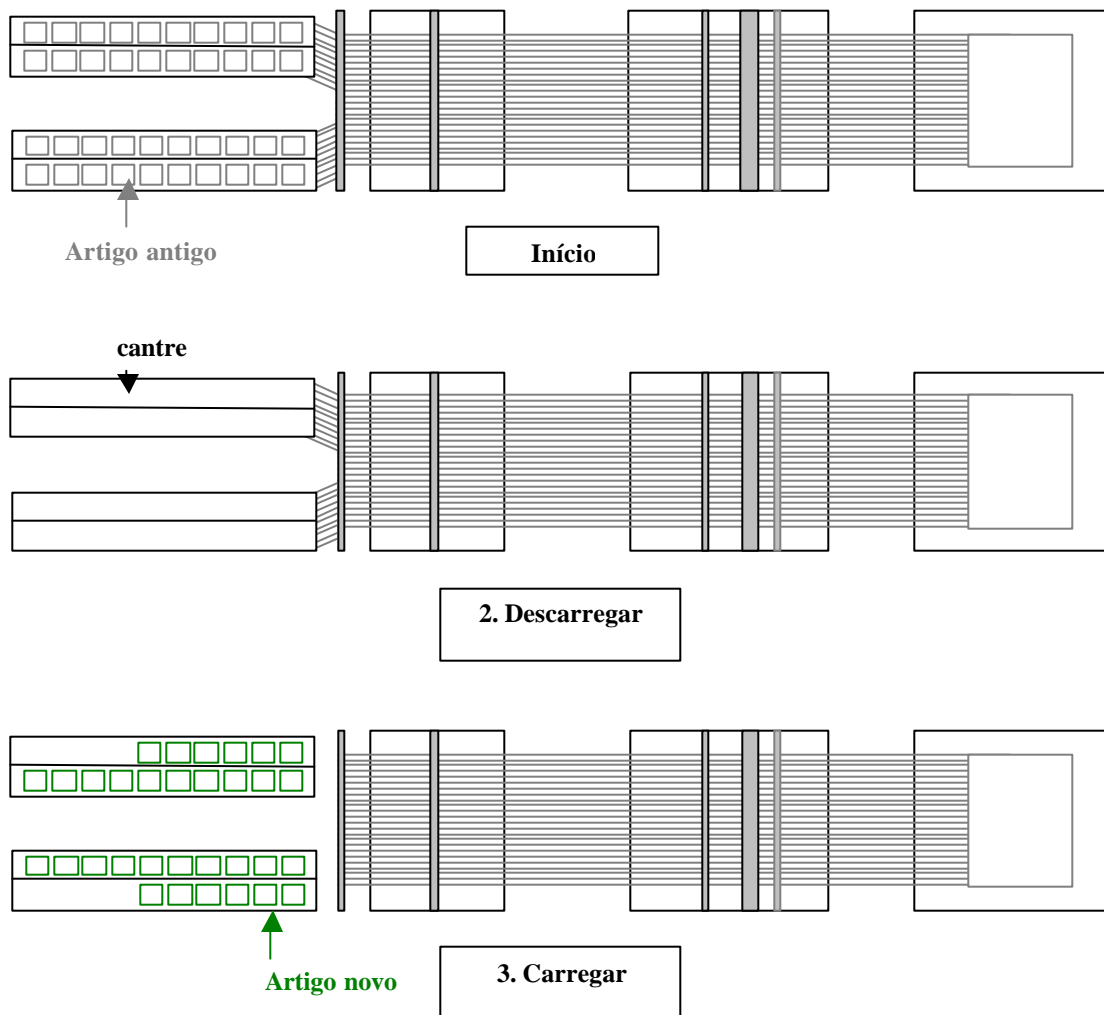 Artigo antigo
Início
cantre
2. Descarregar
3. Carregar
Artigo novo